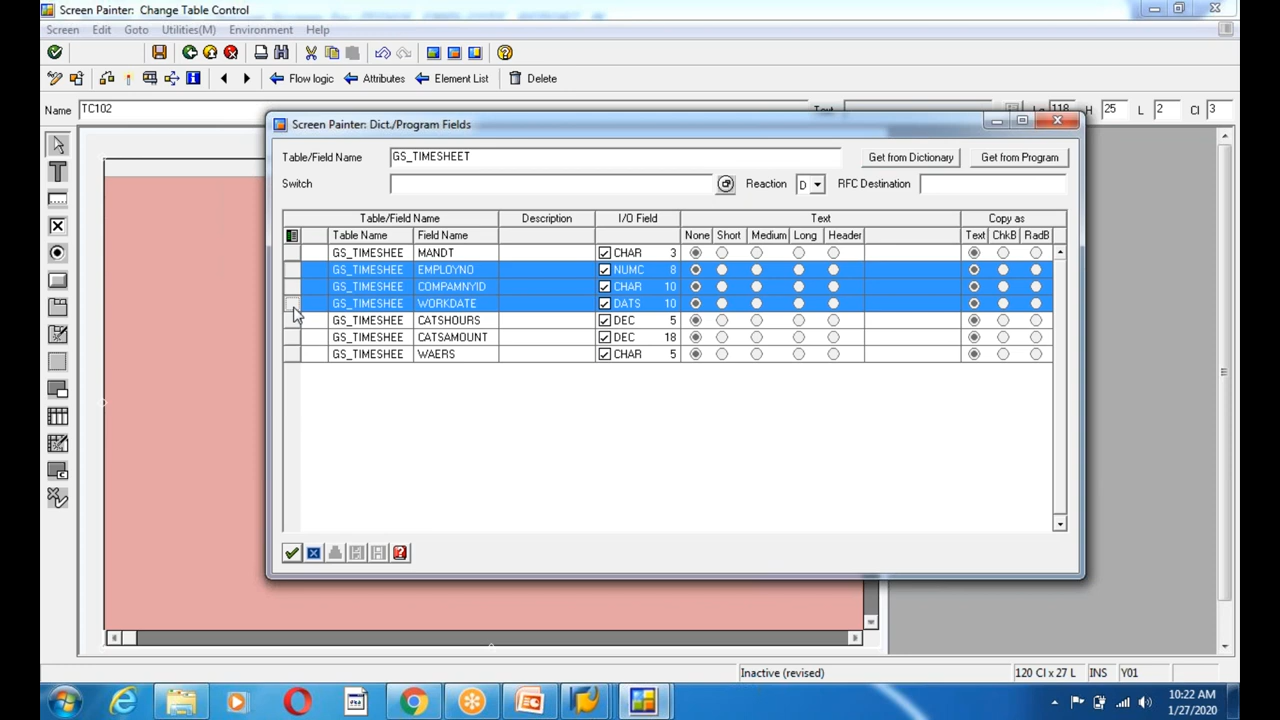 Screen Painter: Change Table Control
Screen Edit Goto Utilities(M) Environment Help
Flow logic Attributes Element List Delete
Name TC102 Text Lg 118 H 25 L 2 Cl 3
Screen Painter: Dict./Program Fields
Table/Field Name GS_TIMESHEET Get from Dictionary Get from Program
Switch Reaction D RFC Destination
Table/Field Name Description I/O Field Text Copy as
Table Name Field Name None Short Medium Long Header Text ChkB RadB
GS_TIMESHEE MANDT CHAR 3
GS_TIMESHEE EMPLOYNO NUMC 8
GS_TIMESHEE COMPAMNYID CHAR 10
GS_TIMESHEE WORKDATE DATS 10
GS_TIMESHEE CATSHOURS DEC 5
GS_TIMESHEE CATSAMOUNT DEC 18
GS_TIMESHEE WAERS CHAR 5
Inactive (revised) 120 Cl x 27 L INS Y01
10:22 AM
1/27/2020